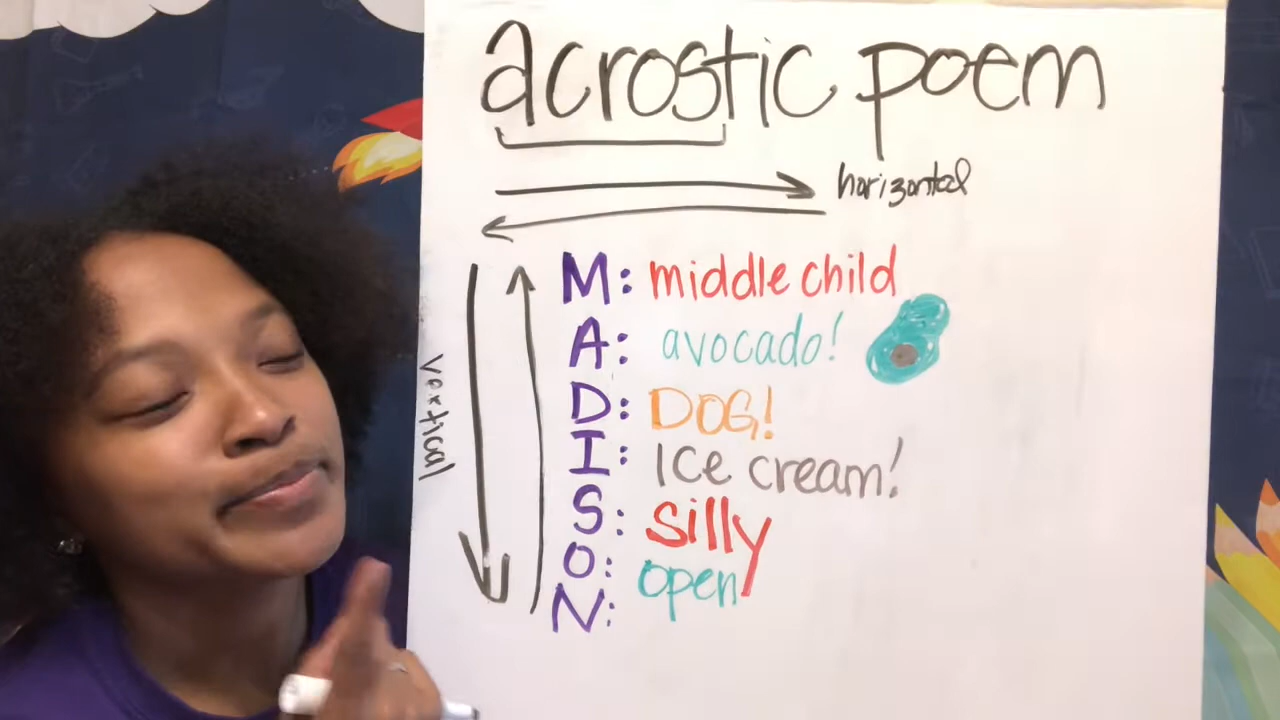 acrostic poem
horizontal
vertical
M: middle child
A: avocado!
D: DOG!
I: Ice cream!
S: silly
O: open
N: